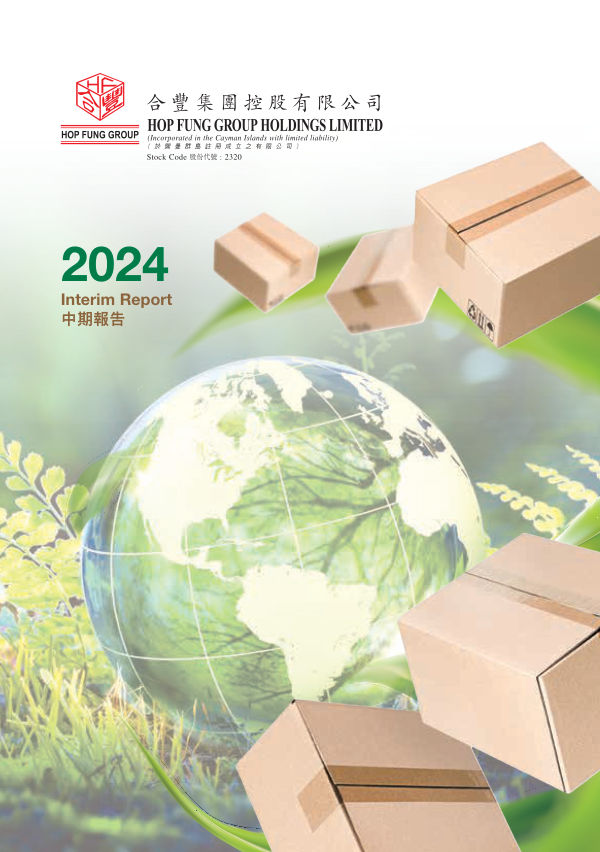 合豐集團控股有限公司
HOP FUNG GROUP
HOP FUNG GROUP HOLDINGS LIMITED
(Incorporated in the Cayman Islands with limited liability)
(於開曼群島註冊成立之有限公司)
Stock Code 股份代號 : 2320
2024
Interim Report
中期報告